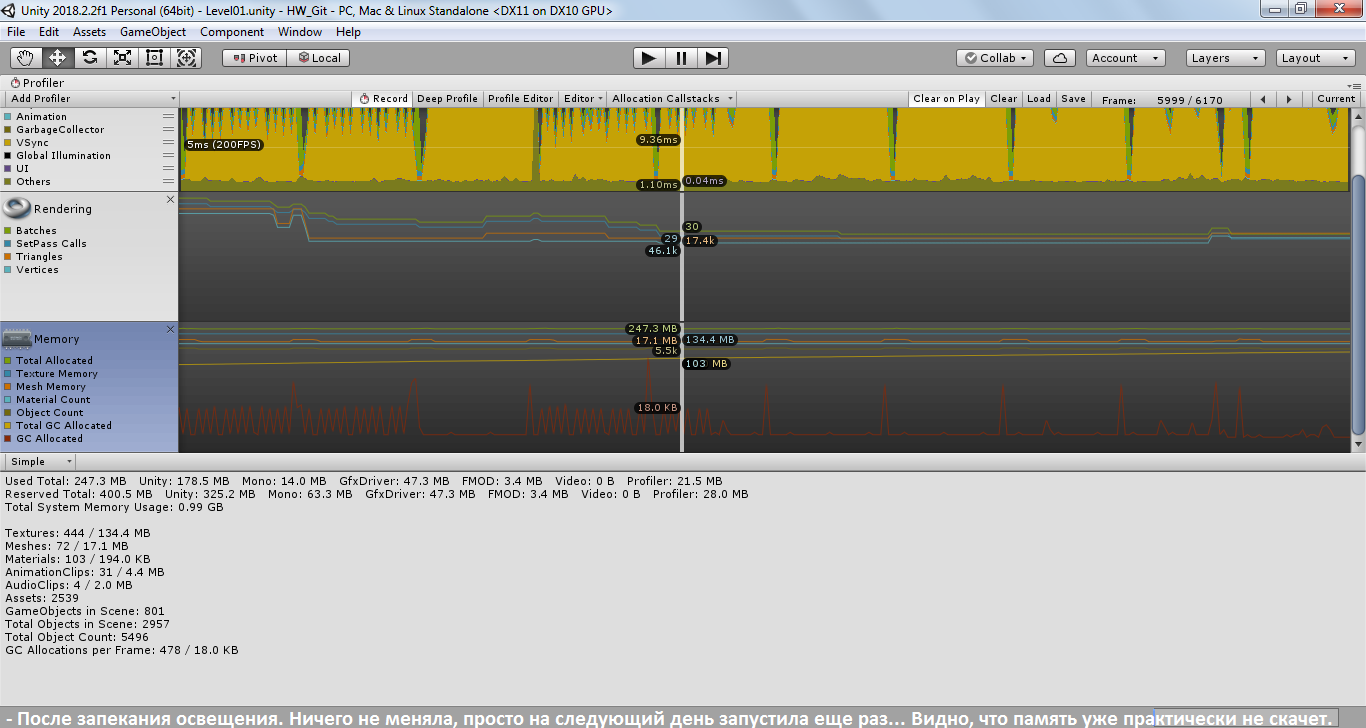 Unity 2018.2.2f1 Personal (64bit) - Level01.unity - HW_Git - PC, Mac & Linux Standalone <DX11 on DX10 GPU>
File Edit Assets GameObject Component Window Help
Pivot Local Collab Account Layers Layout
Profiler
Add Profiler Record Deep Profile Profile Editor Editor Allocation Callstacks Clear on Play Clear Load Save Frame: 5999 / 6170 Current
Animation
GarbageCollector
VSync
Global Illumination
UI
Others
5ms (200FPS)
9.36ms
1.10ms
0.04ms
Rendering
Batches
SetPass Calls
Triangles
Vertices
30
29
17.4k
46.1k
Memory
Total Allocated
Texture Memory
Mesh Memory
Material Count
Object Count
Total GC Allocated
GC Allocated
247.3 MB
17.1 MB
134.4 MB
5.5k
103 MB
18.0 KB
Simple
Used Total: 247.3 MB Unity: 178.5 MB Mono: 14.0 MB GfxDriver: 47.3 MB FMOD: 3.4 MB Video: 0 B Profiler: 21.5 MB
Reserved Total: 400.5 MB Unity: 325.2 MB Mono: 63.3 MB GfxDriver: 47.3 MB FMOD: 3.4 MB Video: 0 B Profiler: 28.0 MB
Total System Memory Usage: 0.99 GB
Textures: 444 / 134.4 MB
Meshes: 72 / 17.1 MB
Materials: 103 / 194.0 KB
AnimationClips: 31 / 4.4 MB
AudioClips: 4 / 2.0 MB
Assets: 2539
GameObjects in Scene: 801
Total Objects in Scene: 2957
Total Object Count: 5496
GC Allocations per Frame: 478 / 18.0 KB
- После запекания освещения. Ничего не меняла, просто на следующий день запустила еще раз... Видно, что память уже практически не скачет.